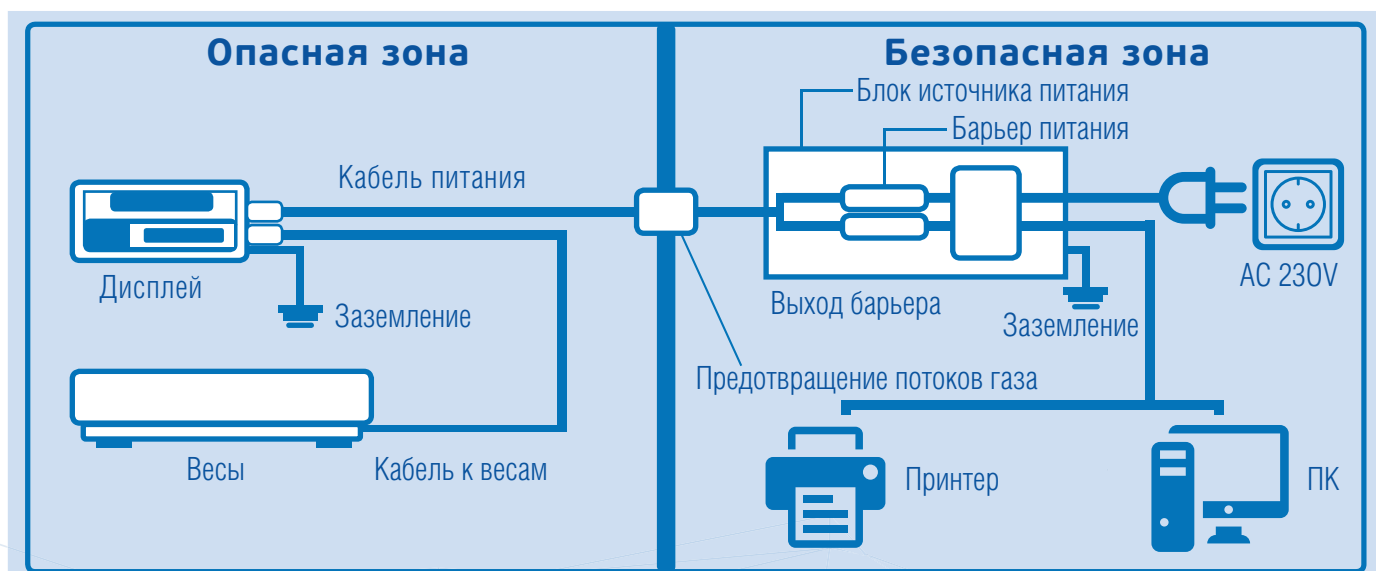 Опасная зона
Безопасная зона
Блок источника питания
Барьер питания
Кабель питания
Дисплей
Заземление
Выход барьера
Заземление
AC 230V
Предотвращение потоков газа
Весы
Кабель к весам
Принтер
ПК